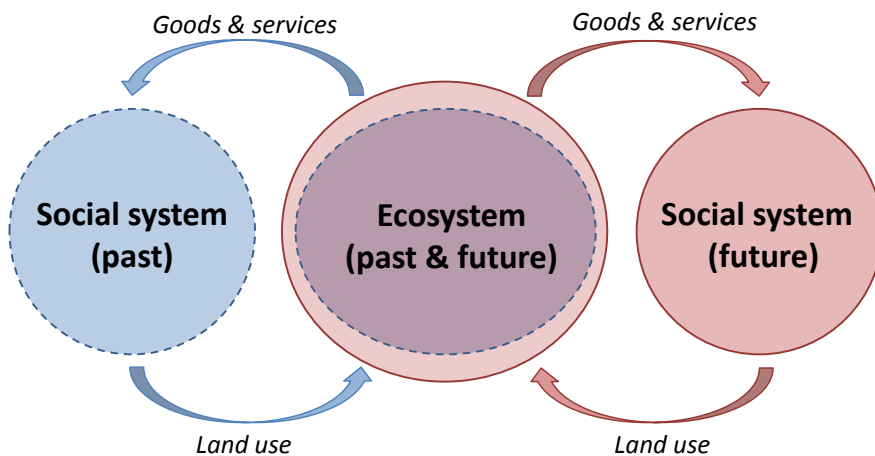 Goods & services
Goods & services
Social system
(past)
Ecosystem
(past & future)
Social system
(future)
Land use
Land use